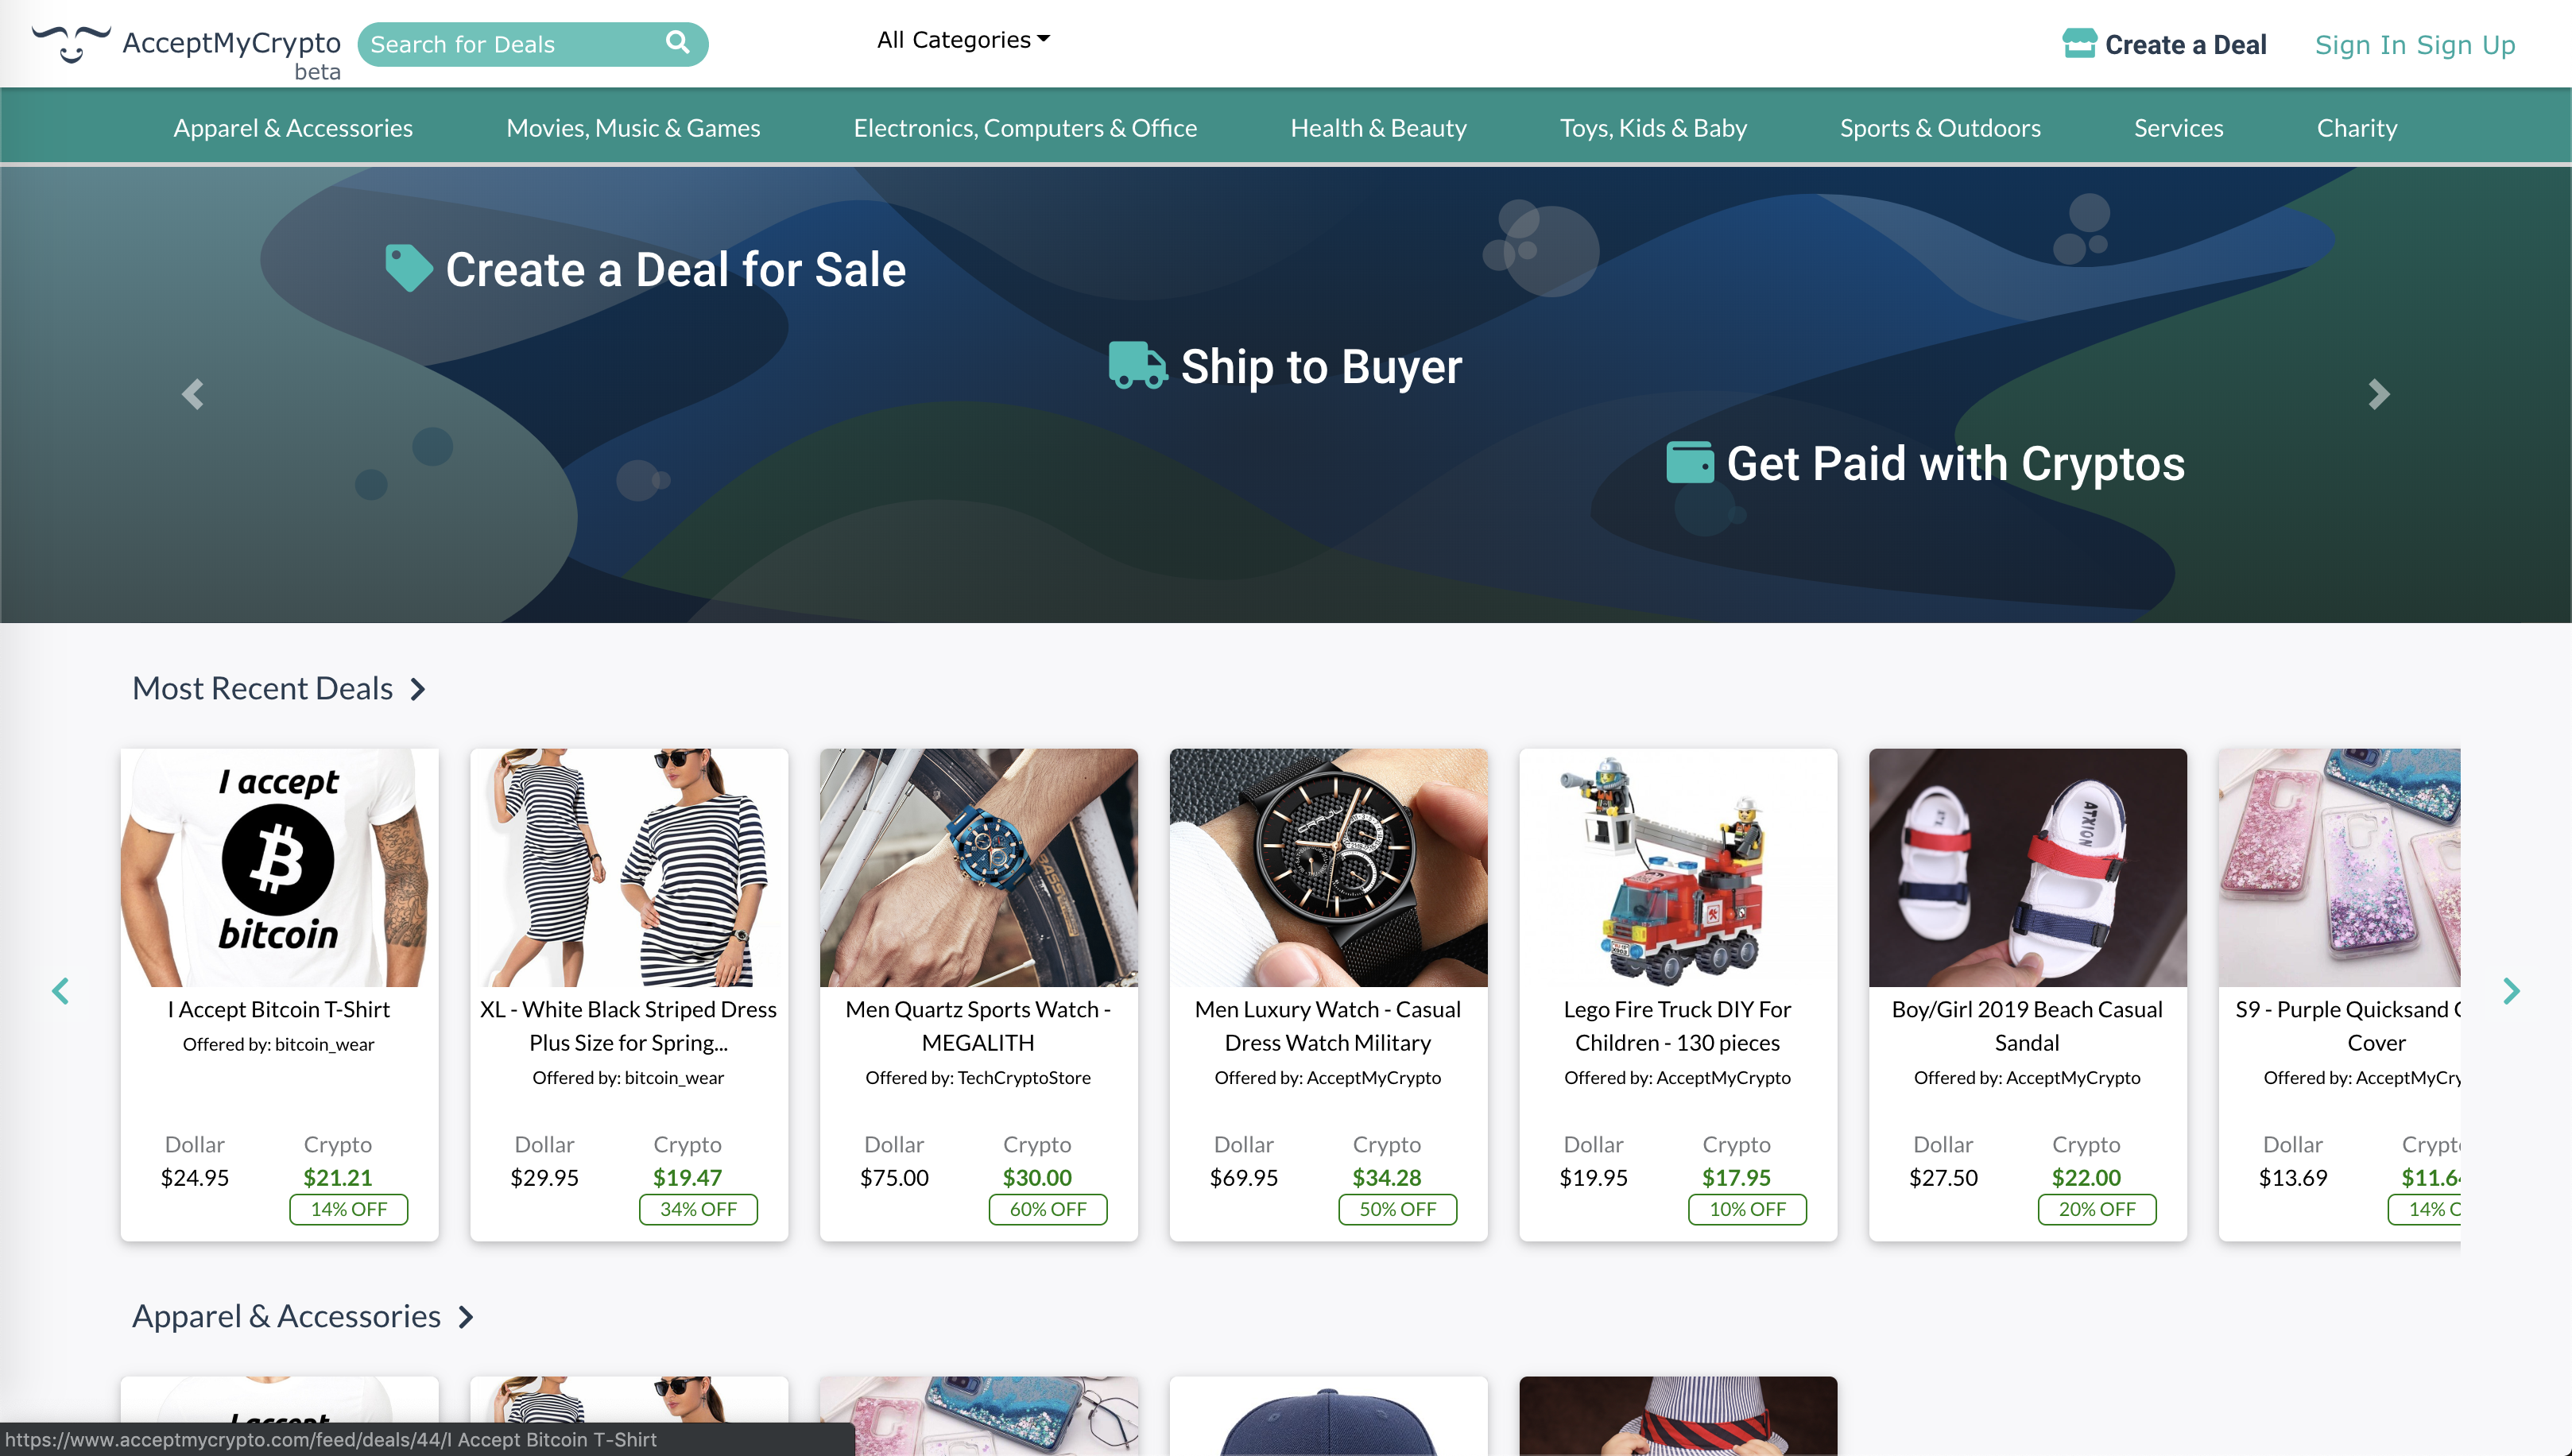 AcceptMyCrypto
beta
Search for Deals
All Categories
Create a Deal
Sign In Sign Up
Apparel & Accessories
Movies, Music & Games
Electronics, Computers & Office
Health & Beauty
Toys, Kids & Baby
Sports & Outdoors
Services
Charity
Create a Deal for Sale
Ship to Buyer
Get Paid with Cryptos
Most Recent Deals
I accept
bitcoin
I Accept Bitcoin T-Shirt
Offered by: bitcoin_wear
Dollar
Crypto
$24.95
$21.21
14% OFF
XL - White Black Striped Dress
Plus Size for Spring...
Offered by: bitcoin_wear
Dollar
Crypto
$29.95
$19.47
34% OFF
Men Quartz Sports Watch -
MEGALITH
Offered by: TechCryptoStore
Dollar
Crypto
$75.00
$30.00
60% OFF
Men Luxury Watch - Casual
Dress Watch Military
Offered by: AcceptMyCrypto
Dollar
Crypto
$69.95
$34.28
50% OFF
Lego Fire Truck DIY For
Children - 130 pieces
Offered by: AcceptMyCrypto
Dollar
Crypto
$19.95
$17.95
10% OFF
ATXION
Boy/Girl 2019 Beach Casual
Sandal
Offered by: AcceptMyCrypto
Dollar
Crypto
$27.50
$22.00
20% OFF
S9 - Purple Quicksand
Cover
Offered by: AcceptMyCry
Dollar
Crypt
$13.69
$11.6
14%
Apparel & Accessories
I accept
https://www.acceptmycrypto.com/feed/deals/44/I Accept Bitcoin T-Shirt